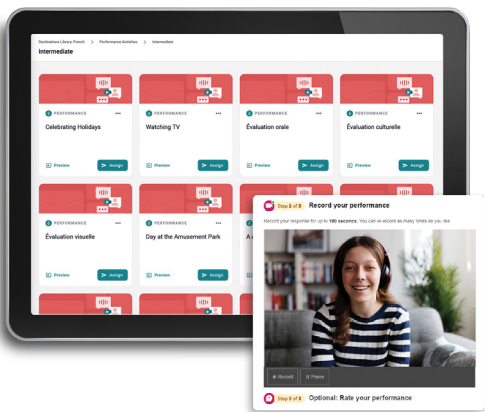 Destinations Library, French > Performance Activities > Intermediate
Intermediate
PERFORMANCE
Celebrating Holidays
Preview
Assign
PERFORMANCE
Watching TV
Preview
Assign
PERFORMANCE
Évaluation orale
Preview
Assign
PERFORMANCE
Évaluation culturelle
Preview
Assign
PERFORMANCE
Évaluation visuelle
Preview
Assign
PERFORMANCE
Day at the Amusement Park
Preview
Assign
PERFORMANCE
PERFORMANCE
Step 2 of 3 Record your performance
Record your response for up to 180 seconds. You can re-record as many times as you like.
Record
Pause
Step 3 of 3 Optional: Rate your performance